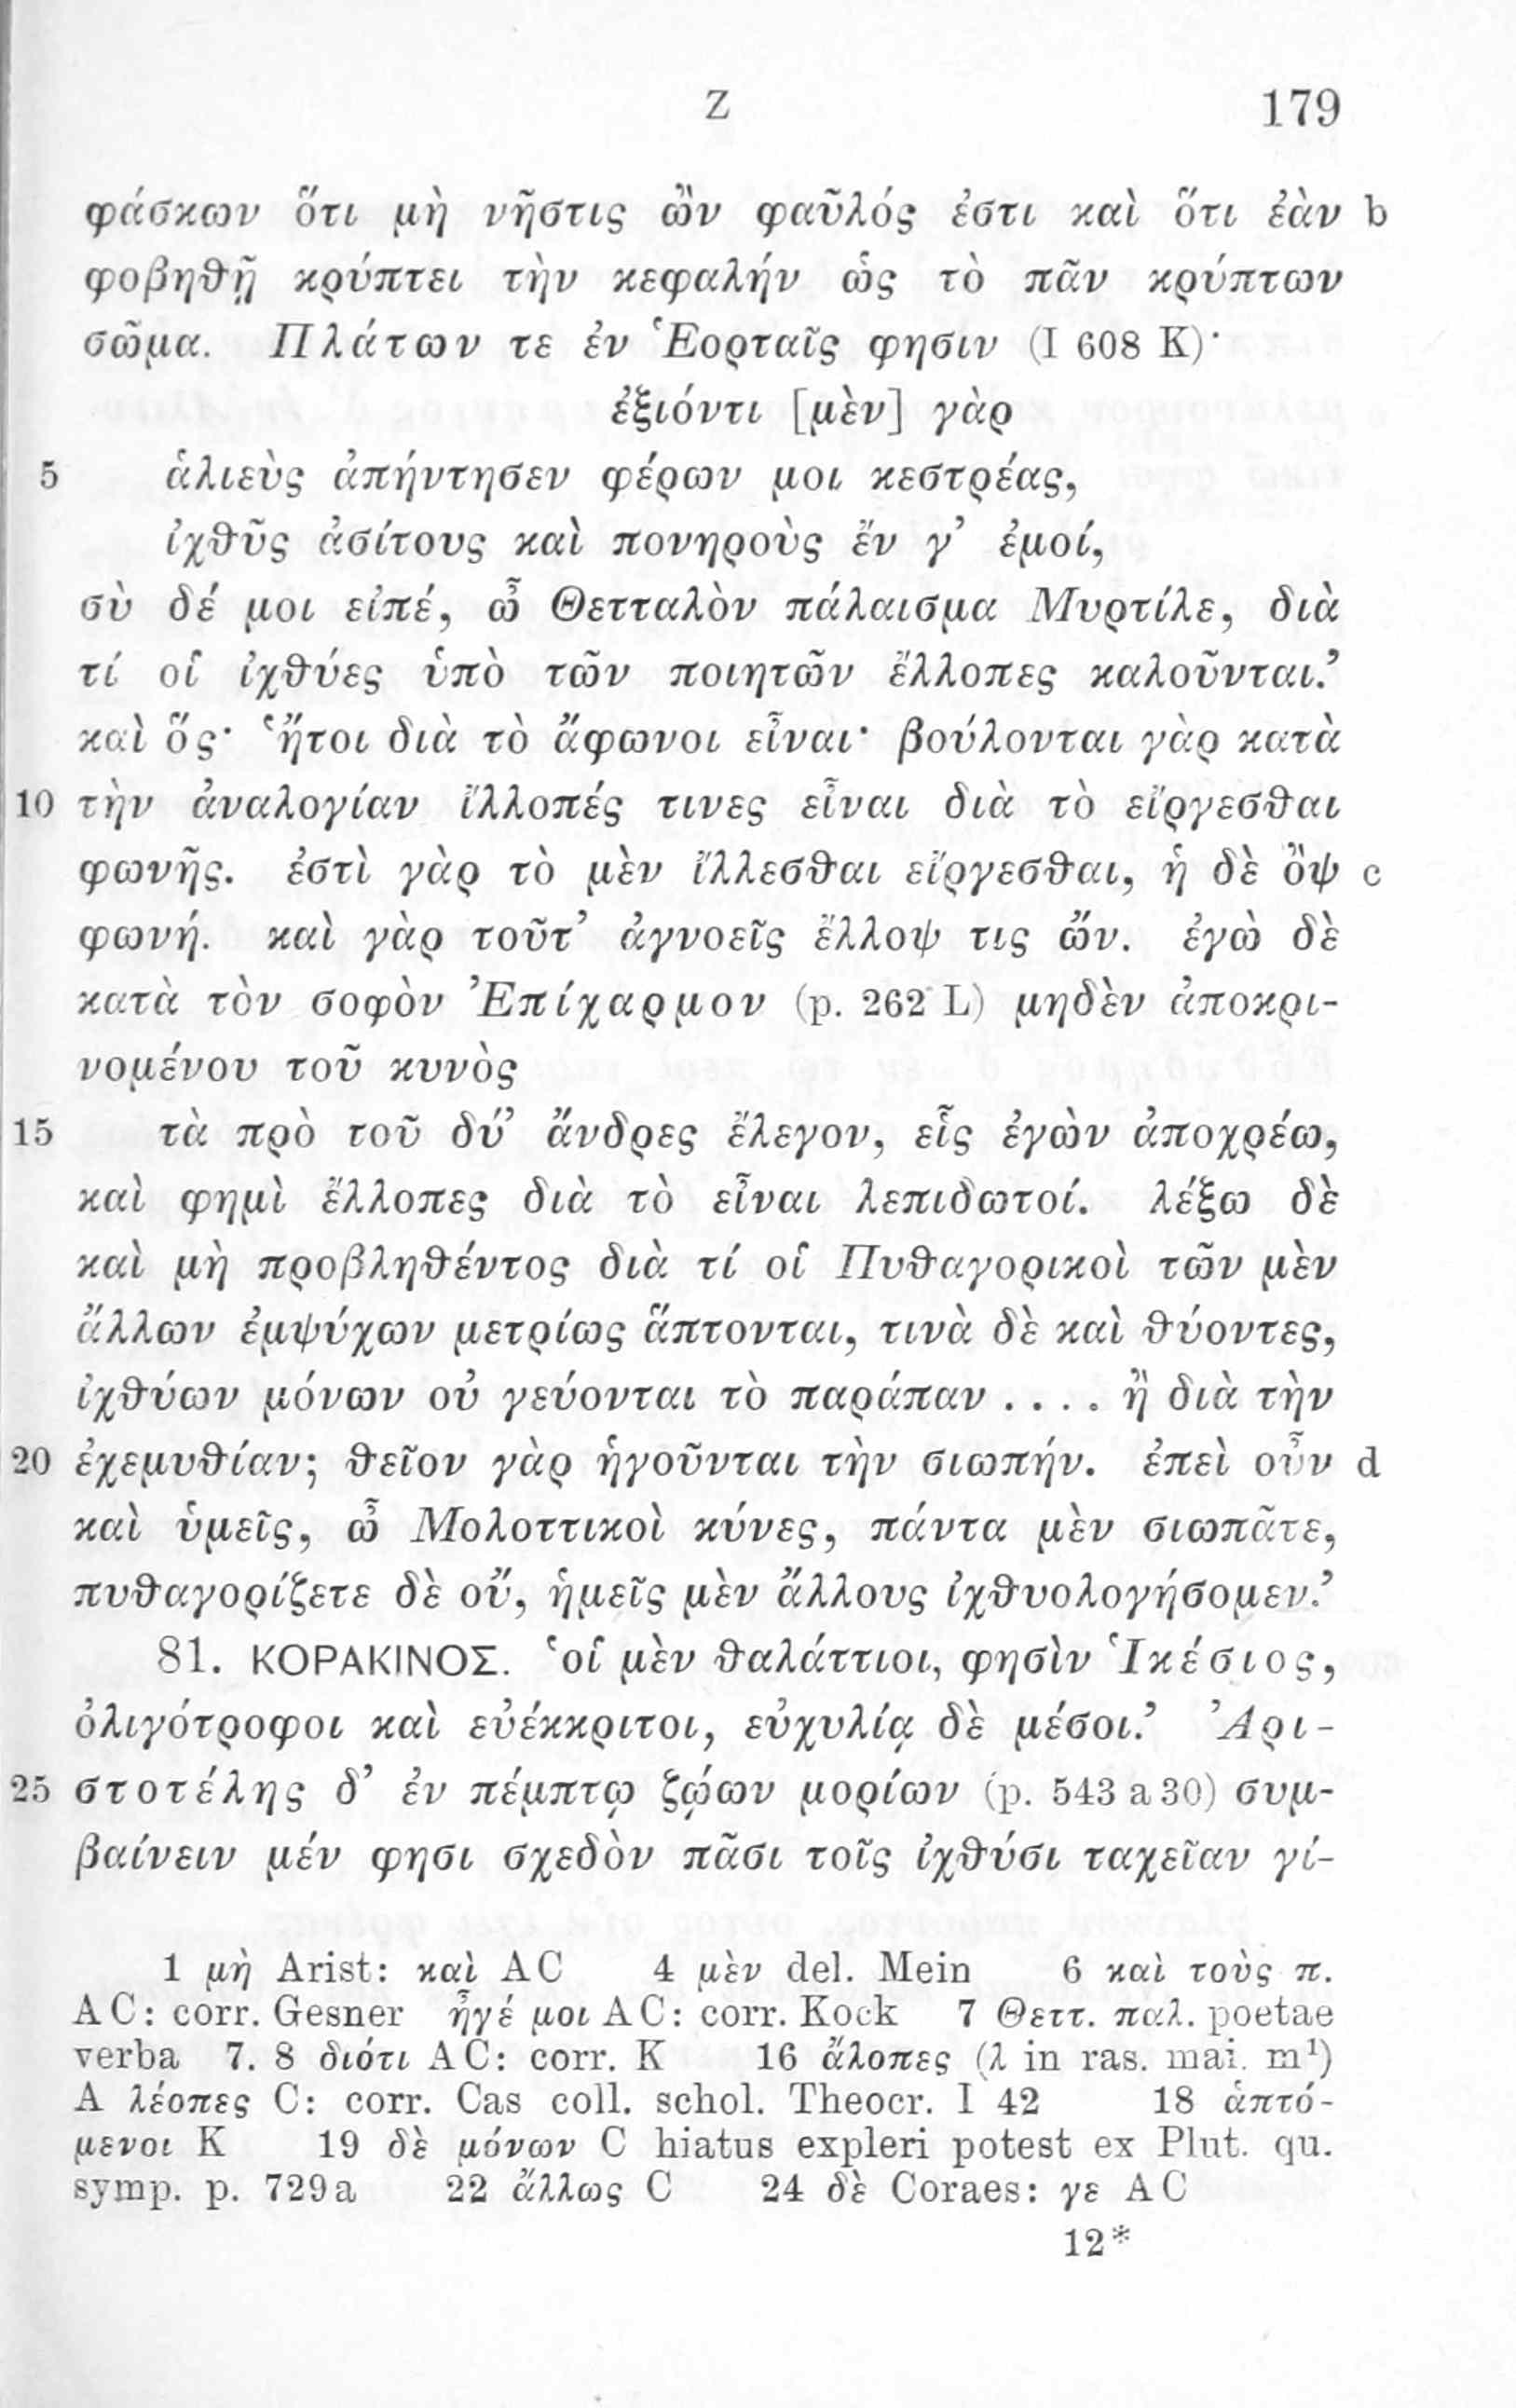 Z 179
φάσκων ὅτι μὴ νῆστις ὢν φαῦλός ἐστι καὶ ὅτι ἐὰν b
φοβηθῇ κρύπτει τὴν κεφαλὴν ὡς τὸ πᾶν κρύπτων
σῶμα. Πλάτων τε ἐν Ἑορταῖς φησιν (I 608 K)·
ἐξιόντι [μὲν] γὰρ
5 ἁλιεὺς ἀπήντησεν φέρων μοι κεστρέας,
ἰχθῦς ἀσίτους καὶ πονηροὺς ἔν γ’ ἐμοί,
σὺ δέ μοι εἰπέ, ὦ Θετταλὸν πάλαισμα Μυρτίλε, διὰ
τί οἱ ἰχθύες ὑπὸ τῶν ποιητῶν ἔλλοπες καλοῦνται.’
καὶ ὅς· ‘ἤτοι διὰ τὸ ἄφωνοι εἶναι· βούλονται γὰρ κατὰ
10 τὴν ἀναλογίαν ἴλλοπές τινες εἶναι διὰ τὸ εἴργεσθαι
φωνῆς. ἐστὶ γὰρ τὸ μὲν ἴλλεσθαι εἴργεσθαι, ἡ δὲ ὂψ c
φωνή. καὶ γὰρ τοῦτ’ ἀγνοεῖς ἔλλοψ τις ὤν. ἐγὼ δὲ
κατὰ τὸν σοφὸν Ἐπίχαρμον (p. 262 L) μηδὲν ἀποκρι-
νομένου τοῦ κυνὸς
15 τὰ πρὸ τοῦ δύ’ ἄνδρες ἔλεγον, εἷς ἐγὼν ἀποχρέω,
καὶ φημὶ ἔλλοπες διὰ τὸ εἶναι λεπιδωτοί. λέξω δὲ
καὶ μὴ προβληθέντος διὰ τί οἱ Πυθαγορικοὶ τῶν μὲν
ἄλλων ἐμψύχων μετρίως ἅπτονται, τινὰ δὲ καὶ θύοντες,
ἰχθύων μόνων οὐ γεύονται τὸ παράπαν .... ἢ διὰ τὴν
20 ἐχεμυθίαν; θεῖον γὰρ ἡγοῦνται τὴν σιωπήν. ἐπεὶ οὖν d
καὶ ὑμεῖς, ὦ Μολοττικοὶ κύνες, πάντα μὲν σιωπᾶτε,
πυθαγορίζετε δὲ οὔ, ἡμεῖς μὲν ἄλλους ἰχθυολογήσομεν.’
81. ΚΟΡΑΚΙΝΟΣ. ‘οἱ μὲν θαλάττιοι, φησὶν Ἱκέσιος,
ὀλιγότροφοι καὶ εὐέκκριτοι, εὐχυλίᾳ δὲ μέσοι.’ Ἀρι-
25 στοτέλης δ’ ἐν πέμπτῳ ζῴων μορίων (p. 543 a 30) συμ-
βαίνειν μέν φησι σχεδὸν πᾶσι τοῖς ἰχθύσι ταχεῖαν γί-
1 μὴ Arist: καὶ AC 4 μὲν del. Mein 6 καὶ τοὺς π.
AC: corr. Gesner ἦγέ μοι AC: corr. Kock 7 Θεττ. παλ. poetae
verba 7. 8 διότι AC: corr. K 16 ἄλοπες (λ in ras. mai. m¹)
A λέοπες C: corr. Cas coll. schol. Theocr. I 42 18 ἁπτό-
μενοι K 19 δὲ μόνων C hiatus expleri potest ex Plut. qu.
symp. p. 729a 22 ἄλλως C 24 δὲ Coraes: γε AC
12*